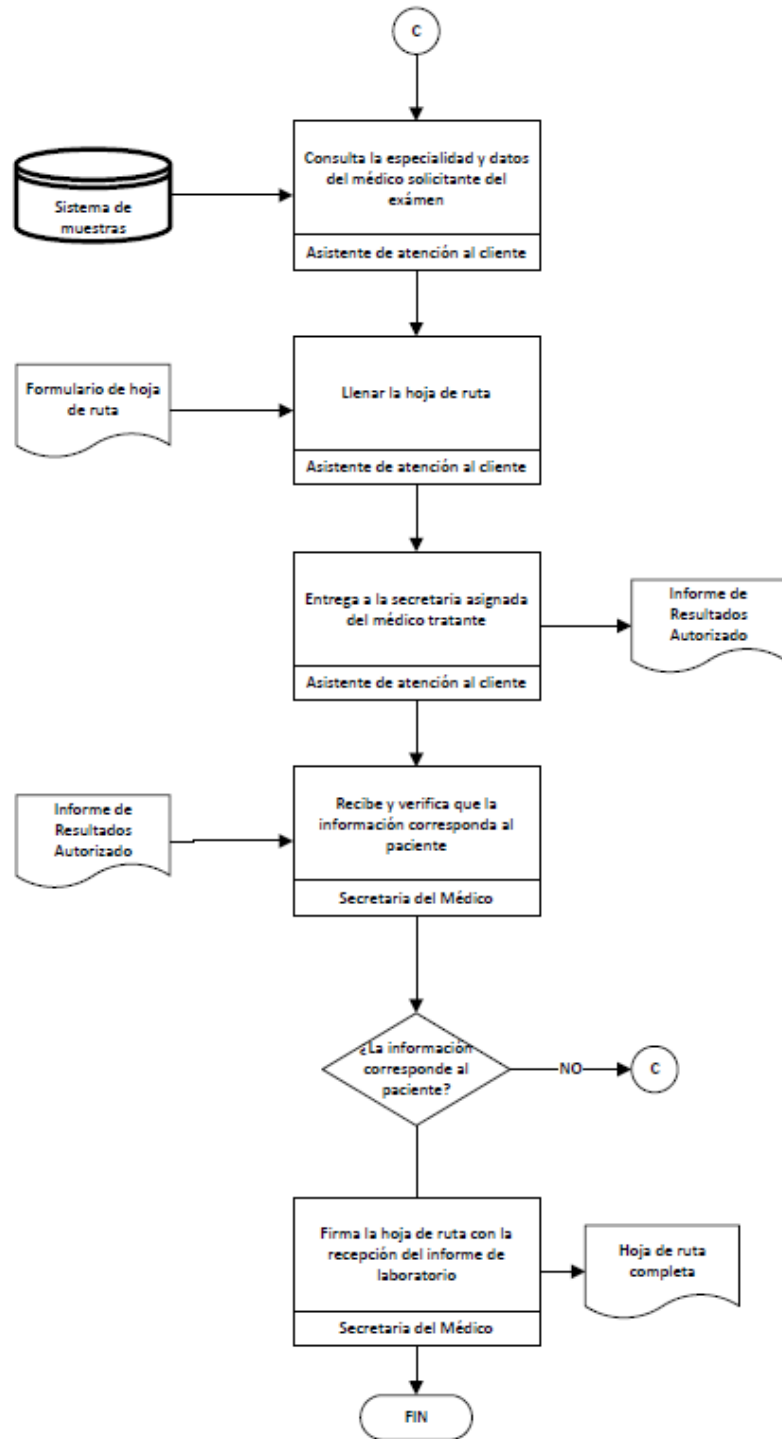 C
Consulta la especialidad y datos
del médico solicitante del
exámen
Asistente de atención al cliente
Sistema de
muestras
Llenar la hoja de ruta
Asistente de atención al cliente
Formulario de hoja
de ruta
Entrega a la secretaria asignada
del médico tratante
Asistente de atención al cliente
Informe de
Resultados
Autorizado
Informe de
Resultados
Autorizado
Recibe y verifica que la
información corresponda al
paciente
Secretaria del Médico
¿La información
corresponde al
paciente?
NO
C
Firma la hoja de ruta con la
recepción del informe de
laboratorio
Secretaria del Médico
Hoja de ruta
completa
FIN